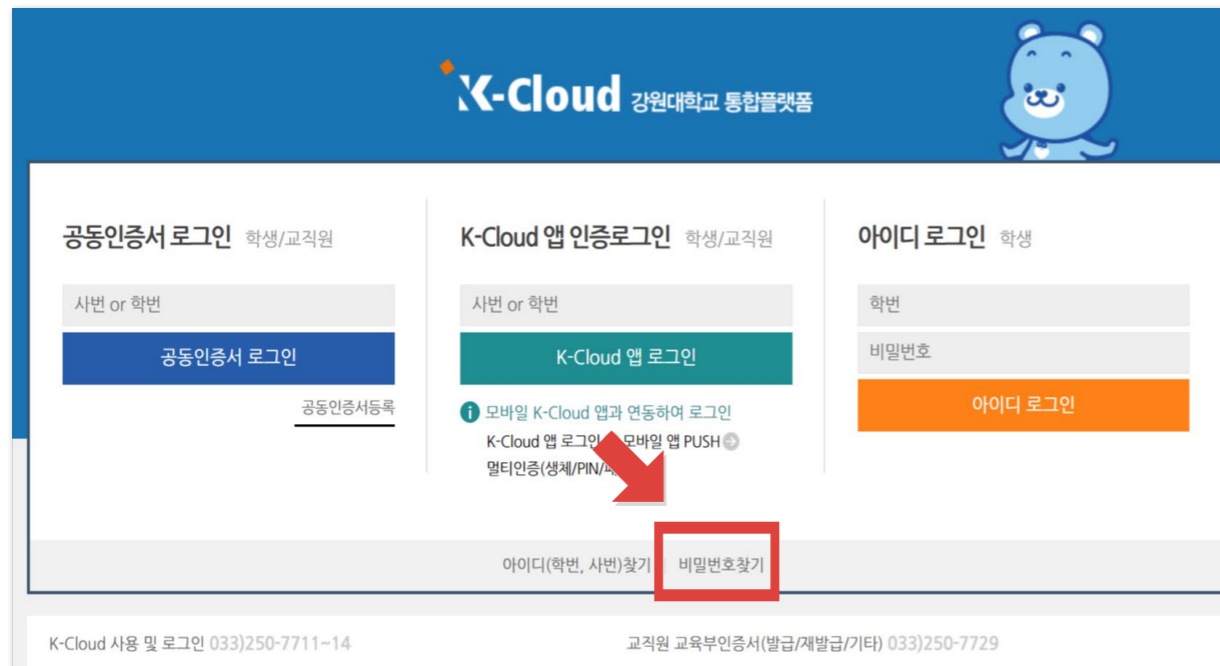 K-Cloud 강원대학교 통합플랫폼
공동인증서 로그인 학생/교직원
사번 or 학번
공동인증서 로그인
공동인증서등록
K-Cloud 앱 인증로그인 학생/교직원
사번 or 학번
K-Cloud 앱 로그인
모바일 K-Cloud 앱과 연동하여 로그인
K-Cloud 앱 로그인 모바일 앱 PUSH
멀티인증(생체/PIN/
아이디 로그인 학생
학번
비밀번호
아이디 로그인
아이디(학번, 사번)찾기 비밀번호찾기
K-Cloud 사용 및 로그인 033)250-7711~14
교직원 교육부인증서(발급/재발급/기타) 033)250-7729